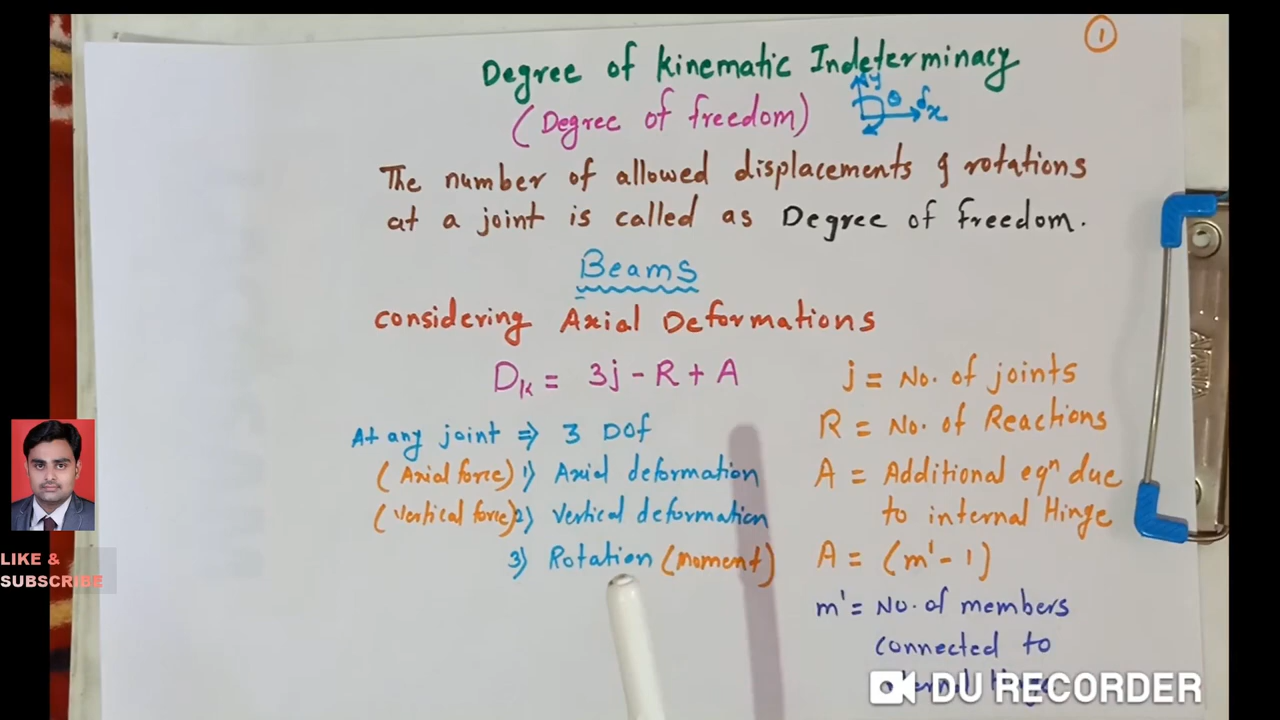 1
Degree of kinematic Indeterminacy
(Degree of freedom)
δy
θ δx
The number of allowed displacements & rotations
at a joint is called as Degree of freedom.
Beams
considering Axial Deformations
Dk = 3j - R + A
At any joint ⇒ 3 DOf
(Axial force) 1) Axial deformation
(Vertical force) 2) Vertical deformation
3) Rotation (moment)
j = No. of joints
R = No. of Reactions
A = Additional eqn due
to internal Hinge
A = (m' - 1)
m' = No. of members
connected to
LIKE &
SUBSCRIBE
DU RECORDER